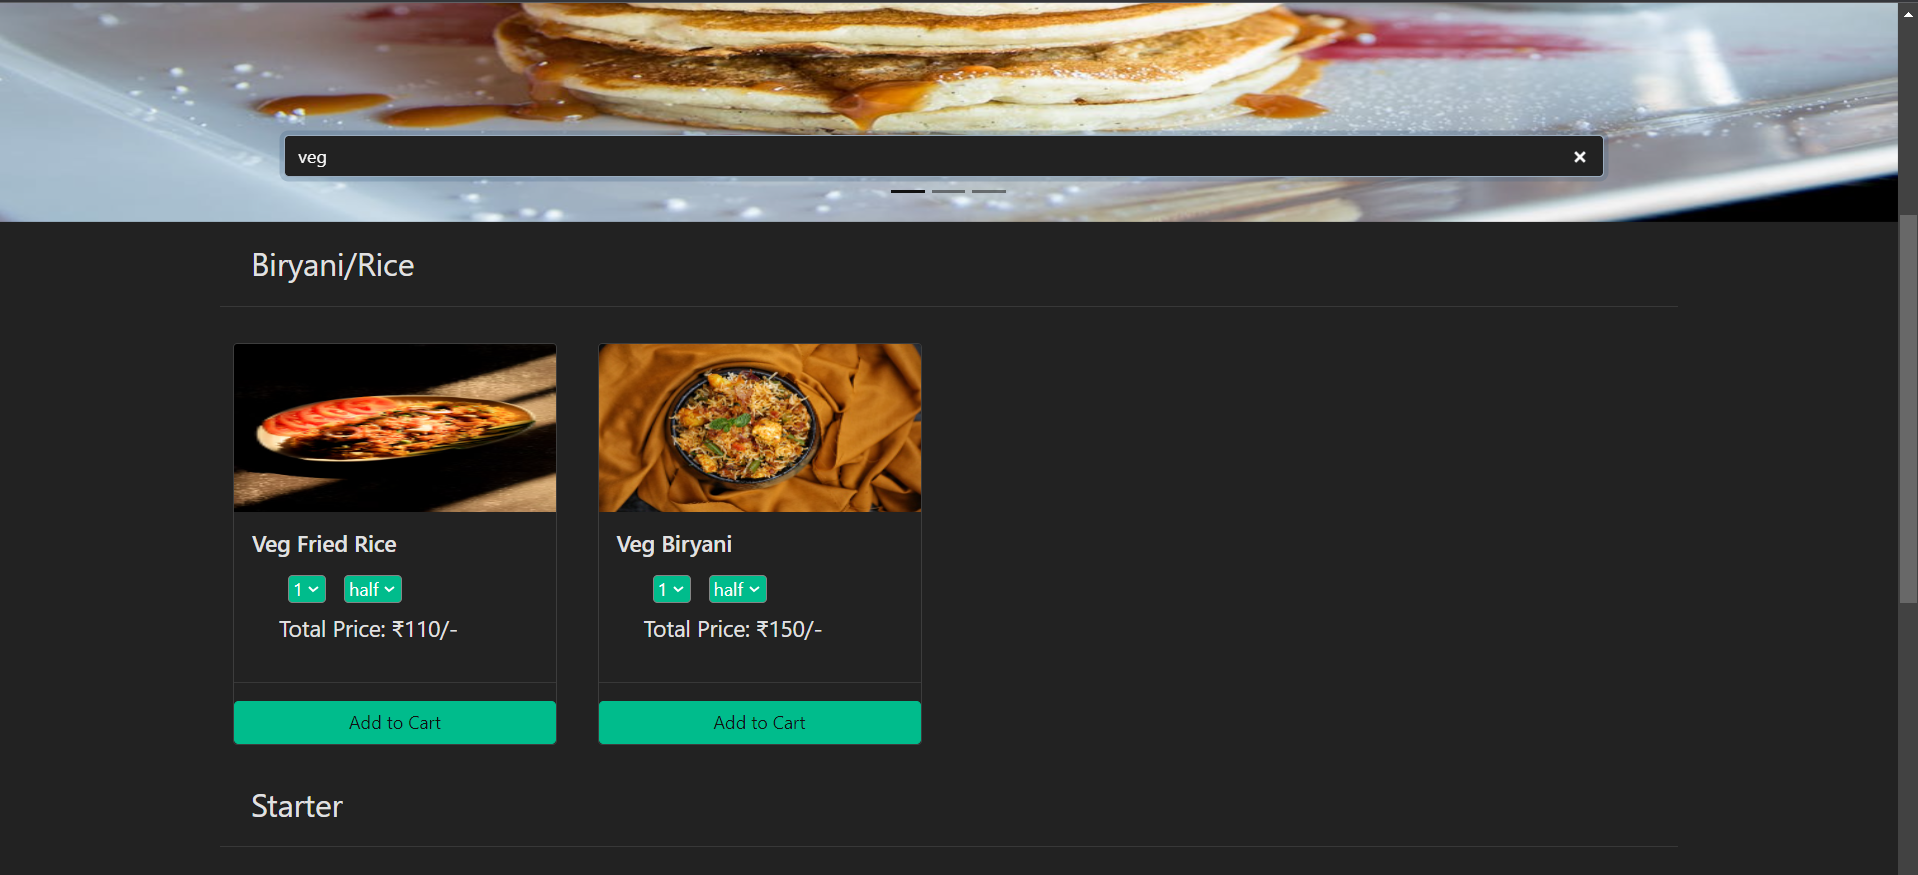 veg
Biryani/Rice
Veg Fried Rice
1 half
Total Price: ₹110/-
Add to Cart
Veg Biryani
1 half
Total Price: ₹150/-
Add to Cart
Starter